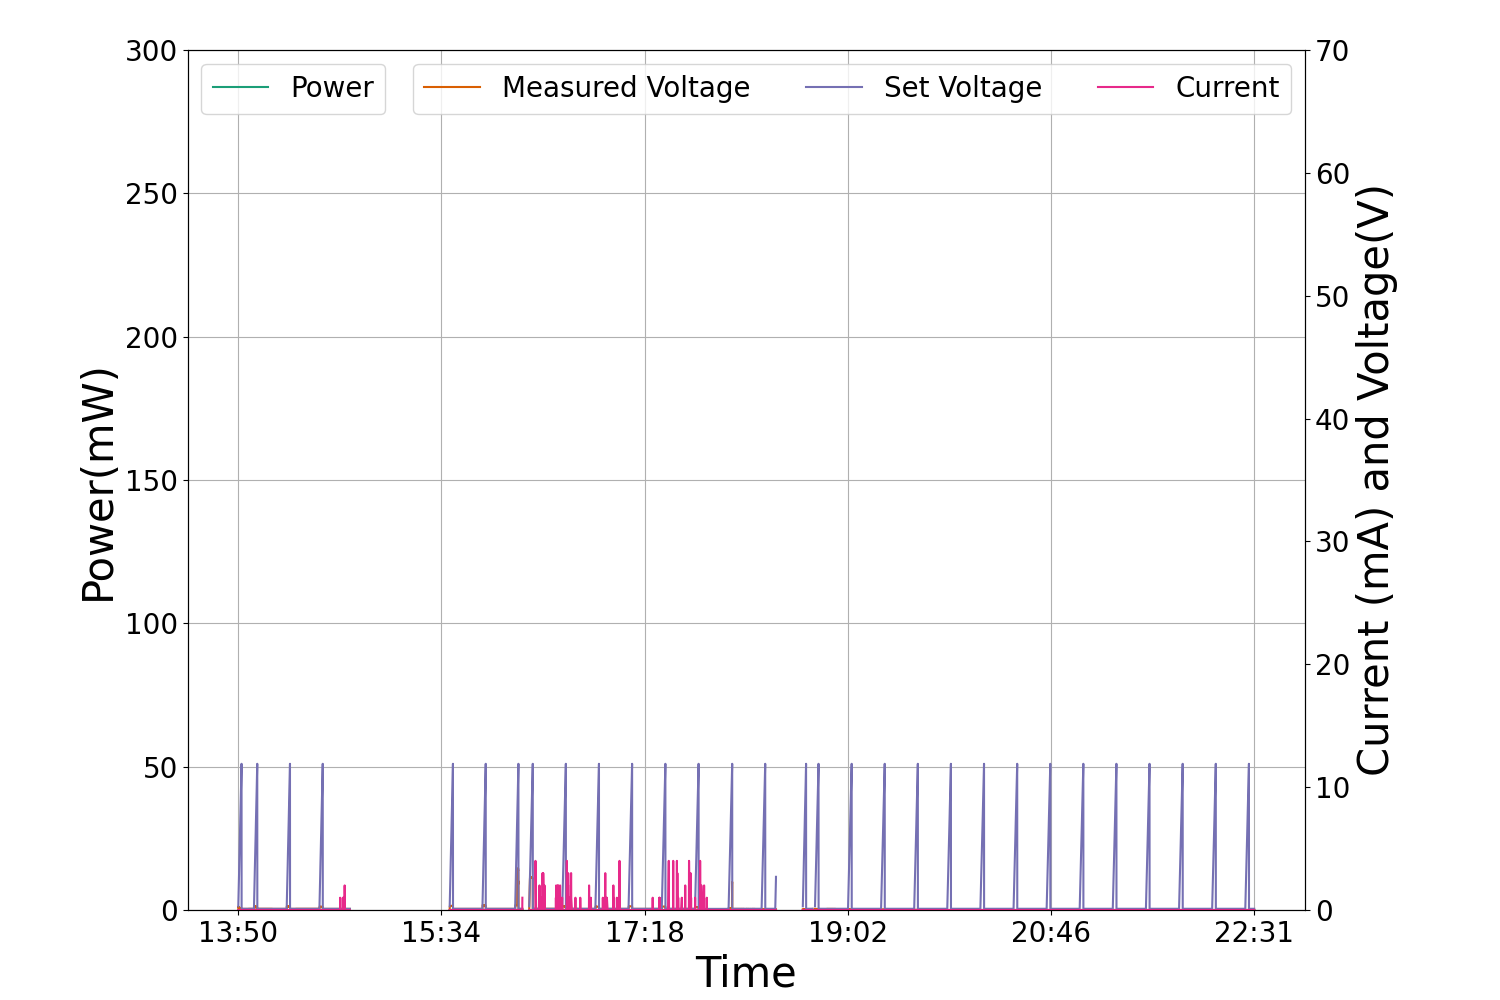 Power
Measured Voltage
Set Voltage
Current
300
250
200
150
100
50
0
Power(mW)
70
60
50
40
30
20
10
0
Current (mA) and Voltage(V)
13:50 15:34 17:18 19:02 20:46 22:31
Time